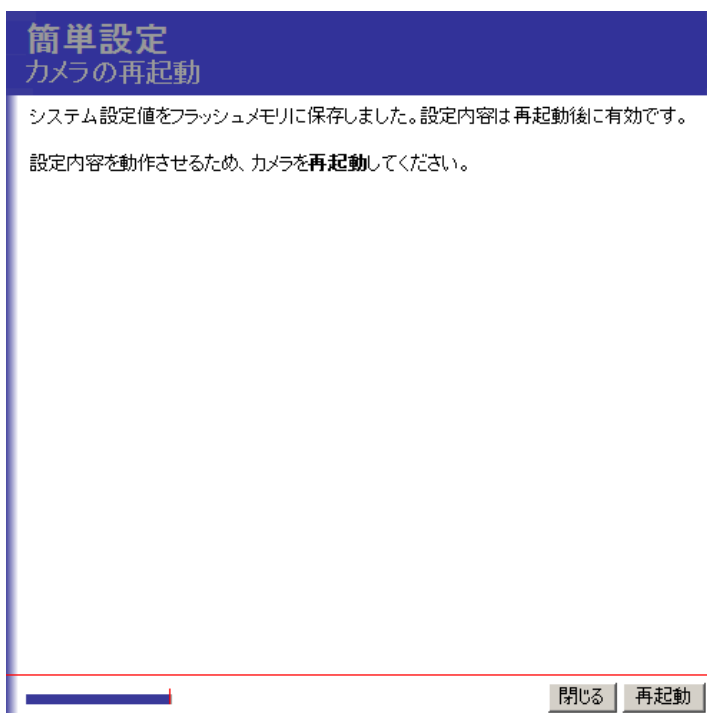 簡単設定
カメラの再起動
システム設定値をフラッシュメモリに保存しました。設定内容は再起動後に有効です。
設定内容を動作させるため、カメラを再起動してください。
閉じる
再起動